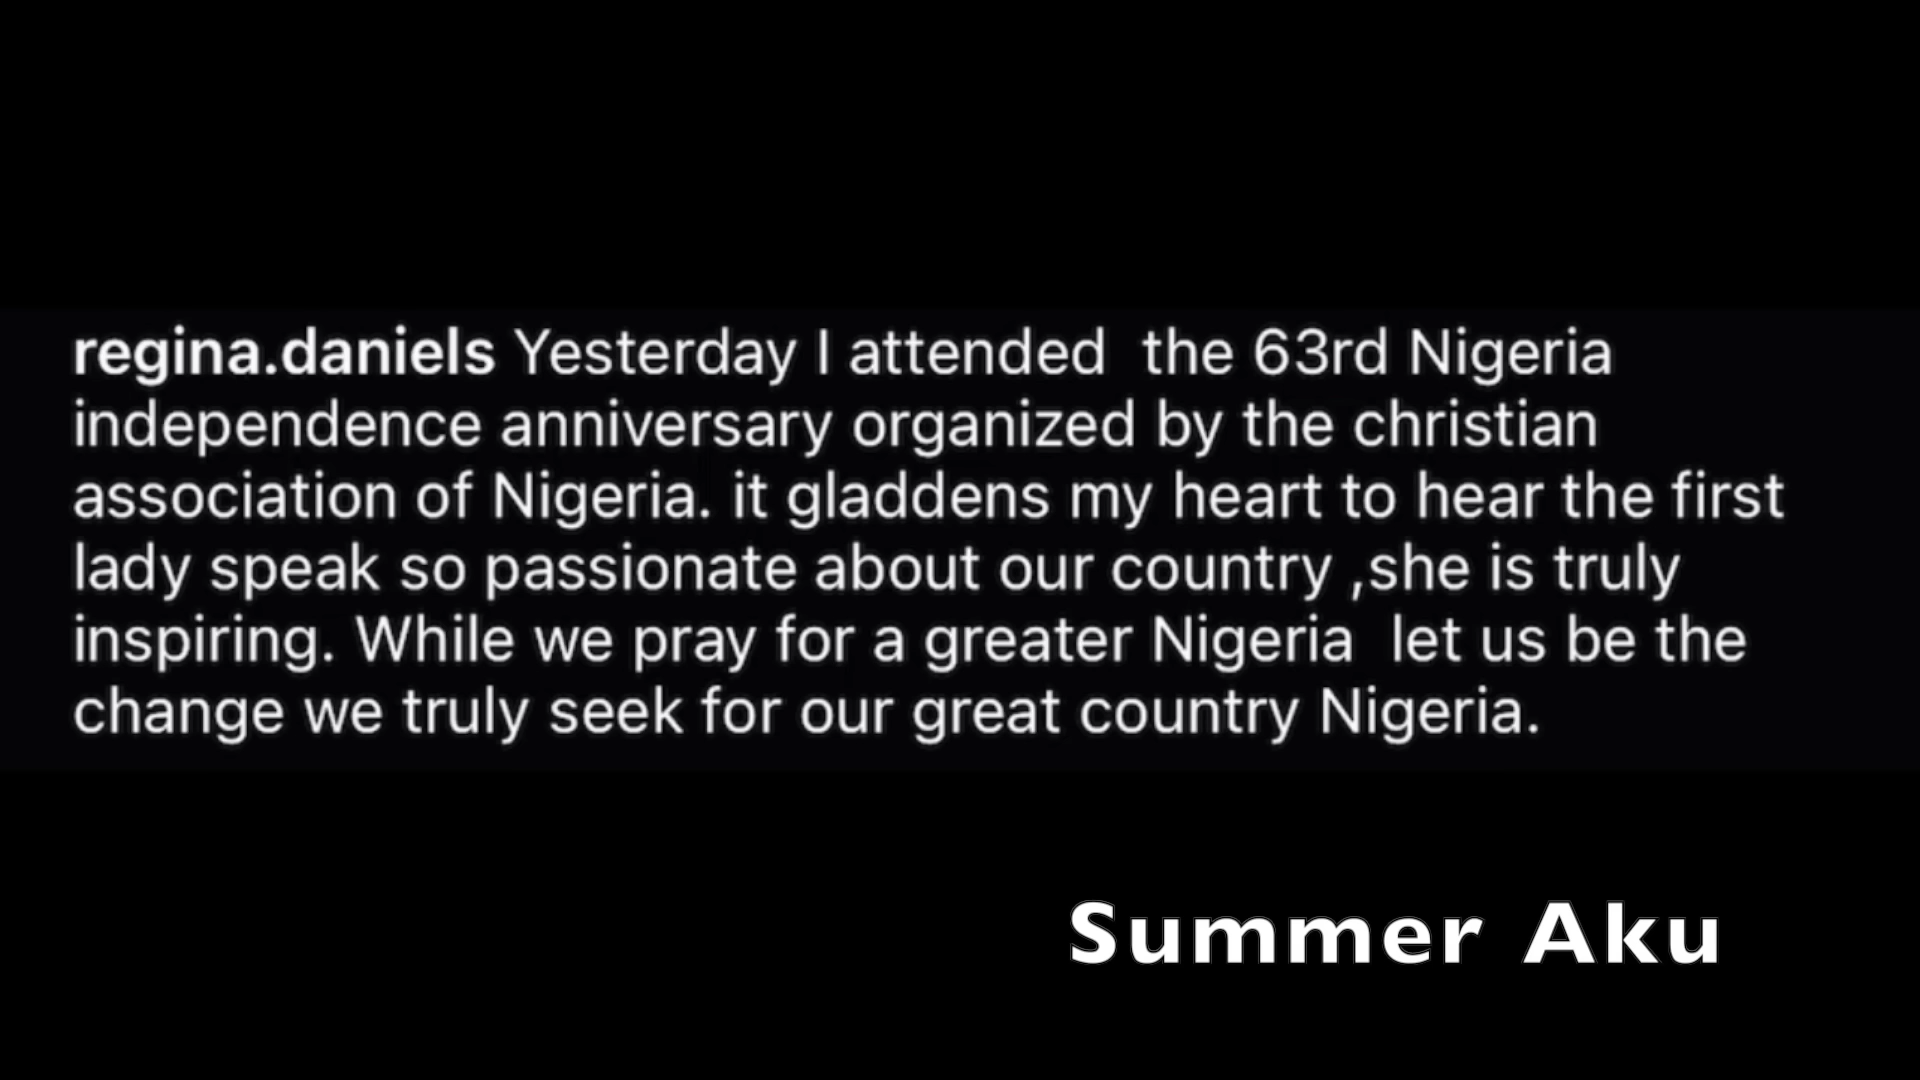 regina.daniels Yesterday I attended  the 63rd Nigeria
independence anniversary organized by the christian
association of Nigeria. it gladdens my heart to hear the first
lady speak so passionate about our country ,she is truly
inspiring. While we pray for a greater Nigeria  let us be the
change we truly seek for our great country Nigeria.
Summer Aku